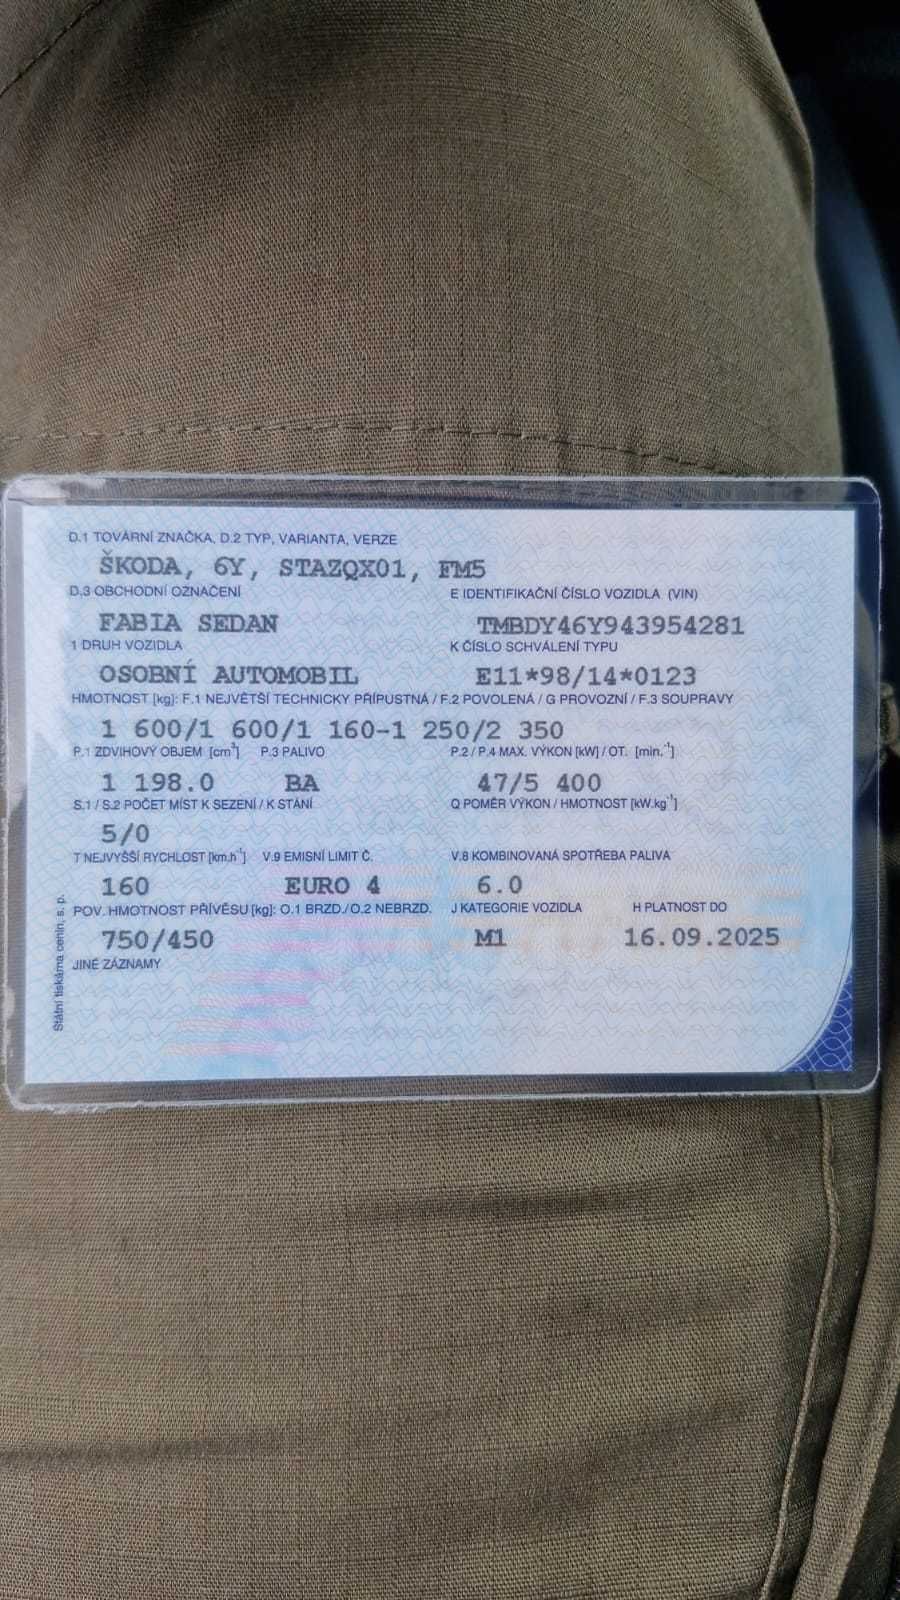 D.1 TOVÁRNÍ ZNAČKA, D.2 TYP, VARIANTA, VERZE
ŠKODA, 6Y, STAZQX01, FM5
D.3 OBCHODNÍ OZNAČENÍ E IDENTIFIKAČNÍ ČÍSLO VOZIDLA (VIN)
FABIA SEDAN TMBDY46Y943954281
1 DRUH VOZIDLA K ČÍSLO SCHVÁLENÍ TYPU
OSOBNÍ AUTOMOBIL E11*98/14*0123
HMOTNOST [kg]: F.1 NEJVĚTŠÍ TECHNICKY PŘÍPUSTNÁ / F.2 POVOLENÁ / G PROVOZNÍ / F.3 SOUPRAVY
1 600/1 600/1 160-1 250/2 350
P.1 ZDVIHOVÝ OBJEM [cm³] P.3 PALIVO P.2 / P.4 MAX. VÝKON [kW] / OT. [min.⁻¹]
1 198.0 BA 47/5 400
S.1 / S.2 POČET MÍST K SEZENÍ / K STÁNÍ Q POMĚR VÝKON / HMOTNOST [kW.kg⁻¹]
5/0
T NEJVYŠŠÍ RYCHLOST [km.h⁻¹] V.9 EMISNÍ LIMIT Č. V.8 KOMBINOVANÁ SPOTŘEBA PALIVA
160 EURO 4 6.0
POV. HMOTNOST PŘÍVĚSU [kg]: O.1 BRZD./O.2 NEBRZD. J KATEGORIE VOZIDLA H PLATNOST DO
750/450 M1 16.09.2025
JINÉ ZÁZNAMY
Státní tiskárna cenin, s. p.